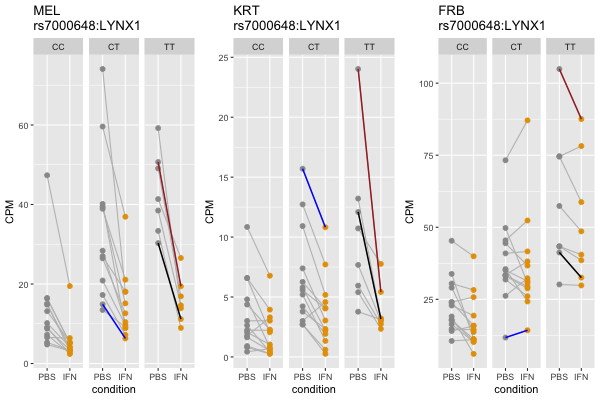 MEL
rs7000648:LYNX1
CC CT TT
60
40
20
0
CPM
PBS IFN PBS IFN PBS IFN
condition
KRT
rs7000648:LYNX1
CC CT TT
25
20
15
10
5
0
CPM
PBS IFN PBS IFN PBS IFN
condition
FRB
rs7000648:LYNX1
CC CT TT
100
75
50
25
CPM
PBS IFN PBS IFN PBS IFN
condition